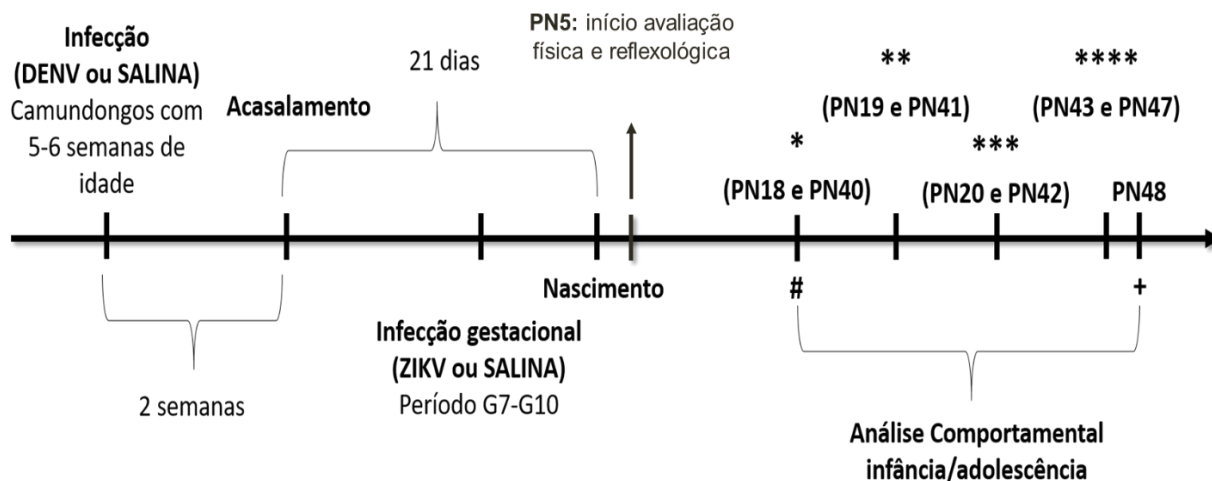 Infecção
(DENV ou SALINA)
Camundongos com
5-6 semanas de
idade
Acasalamento
21 dias
PN5: início avaliação
física e reflexológica
*
(PN18 e PN40)
**
(PN19 e PN41)
***
(PN20 e PN42)
****
(PN43 e PN47)
PN48
2 semanas
Infecção gestacional
(ZIKV ou SALINA)
Período G7-G10
Nascimento
#
+
Análise Comportamental
infância/adolescência